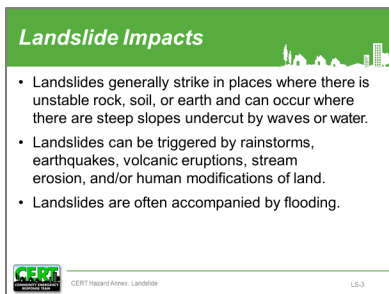 Landslide Impacts
• Landslides generally strike in places where there is
unstable rock, soil, or earth and can occur where
there are steep slopes undercut by waves or water.
• Landslides can be triggered by rainstorms,
earthquakes, volcanic eruptions, stream
erosion, and/or human modifications of land.
• Landslides are often accompanied by flooding.
CERT
COMMUNITY EMERGENCY
RESPONSE TEAM
CERT Hazard Annex: Landslide
LS-3